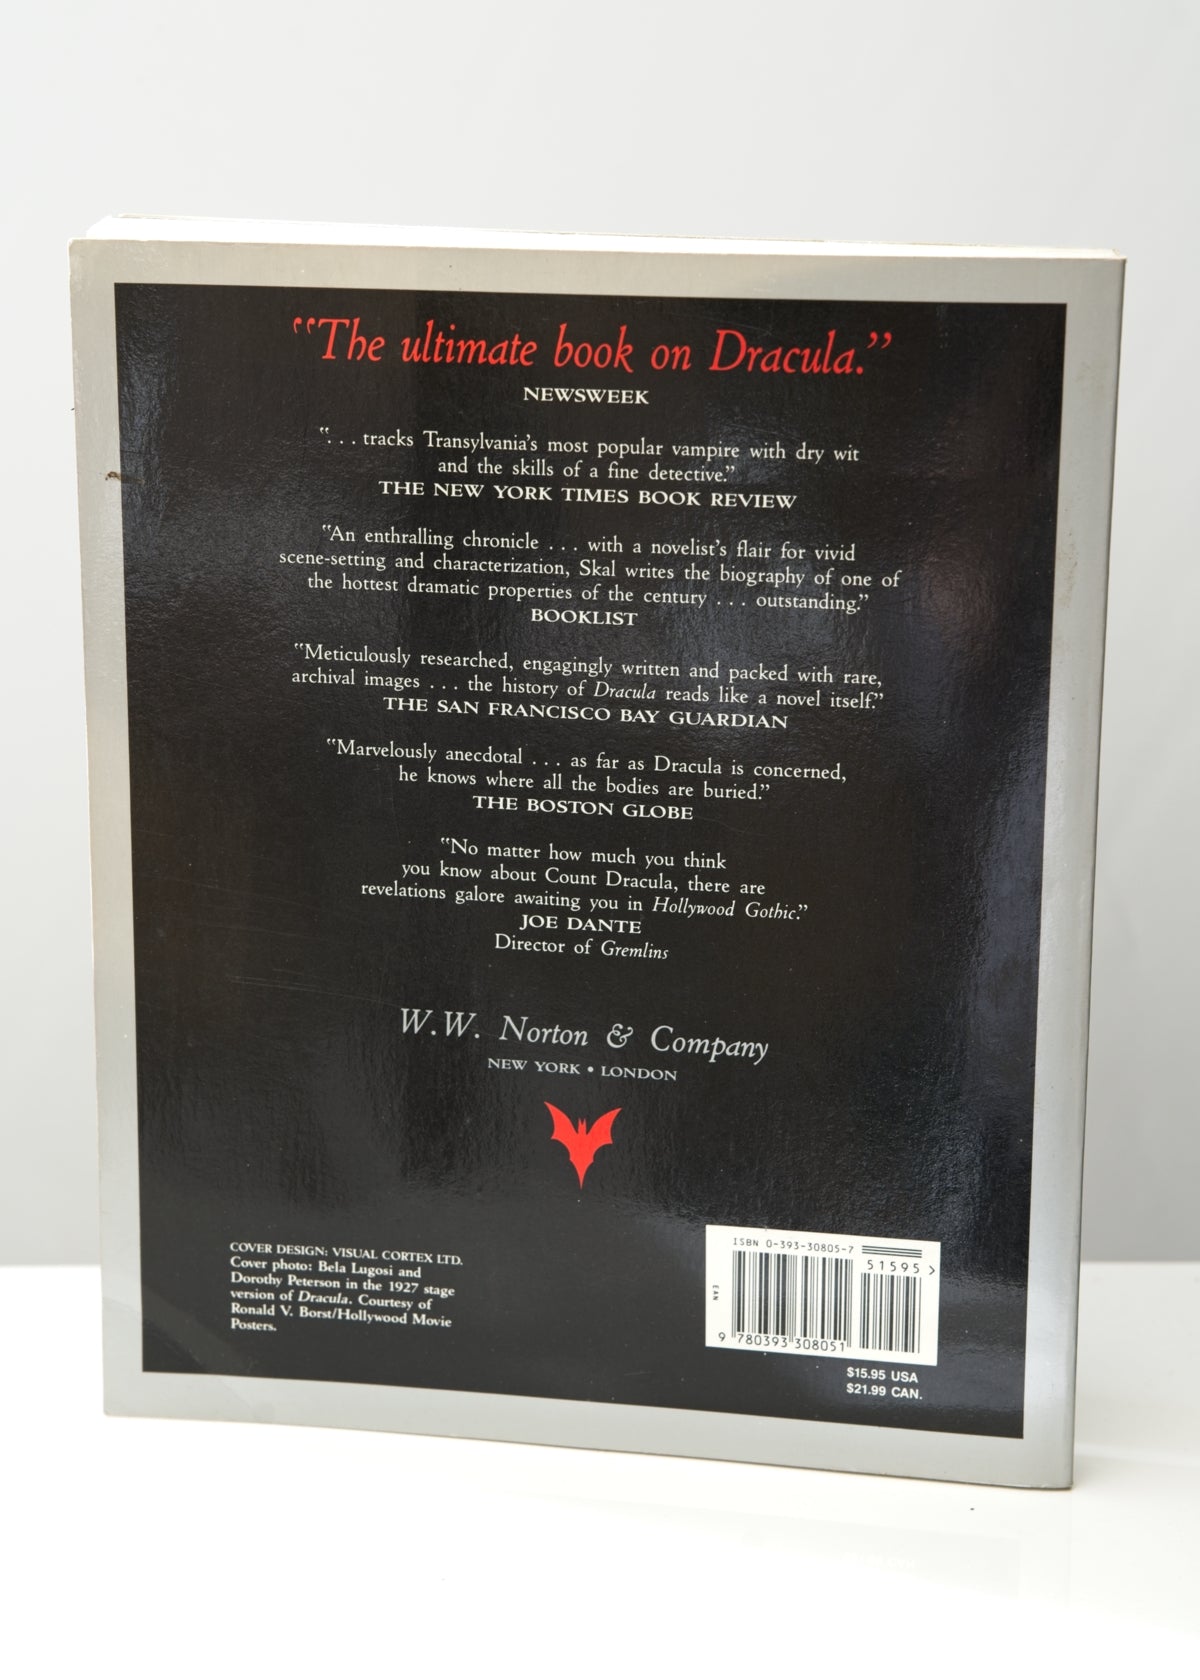 “The ultimate book on Dracula.”
NEWSWEEK
“. . . tracks Transylvania’s most popular vampire with dry wit
and the skills of a fine detective.”
THE NEW YORK TIMES BOOK REVIEW
“An enthralling chronicle . . . with a novelist’s flair for vivid
scene-setting and characterization, Skal writes the biography of one of
the hottest dramatic properties of the century . . . outstanding.”
BOOKLIST
“Meticulously researched, engagingly written and packed with rare,
archival images . . . the history of Dracula reads like a novel itself.”
THE SAN FRANCISCO BAY GUARDIAN
“Marvelously anecdotal . . . as far as Dracula is concerned,
he knows where all the bodies are buried.”
THE BOSTON GLOBE
“No matter how much you think
you know about Count Dracula, there are
revelations galore awaiting you in Hollywood Gothic.”
JOE DANTE
Director of Gremlins
W.W. Norton & Company
NEW YORK • LONDON
COVER DESIGN: VISUAL CORTEX LTD.
Cover photo: Bela Lugosi and
Dorothy Peterson in the 1927 stage
version of Dracula. Courtesy of
Ronald V. Borst/Hollywood Movie
Posters.
ISBN 0-393-30805-7
51595 >
EAN
9 780393 308051
$15.95 USA
$21.99 CAN.